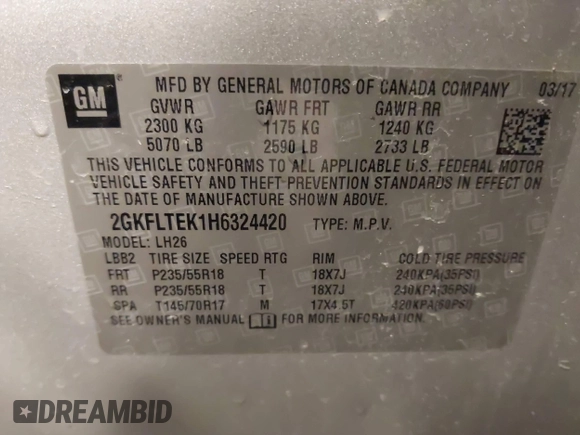 GM ® MFD BY GENERAL MOTORS OF CANADA COMPANY 03/17
GVWR GAWR FRT GAWR RR
2300 KG 1175 KG 1240 KG
5070 LB 2590 LB 2733 LB
THIS VEHICLE CONFORMS TO ALL APPLICABLE U.S. FEDERAL MOTOR
VEHICLE SAFETY AND THEFT PREVENTION STANDARDS IN EFFECT ON
THE DATE OF MANUFACTURE SHOWN ABOVE.
2GKFLTEK1H6324420 TYPE: M.P.V.
MODEL: LH26
LBB2 TIRE SIZE SPEED RTG RIM COLD TIRE PRESSURE
FRT P235/55R18 T 18X7J 240KPA(35PSI)
RR P235/55R18 T 18X7J 240KPA(35PSI)
SPA T145/70R17 M 17X4.5T 420KPA(60PSI)
SEE OWNER'S MANUAL FOR MORE INFORMATION.
DREAMBID